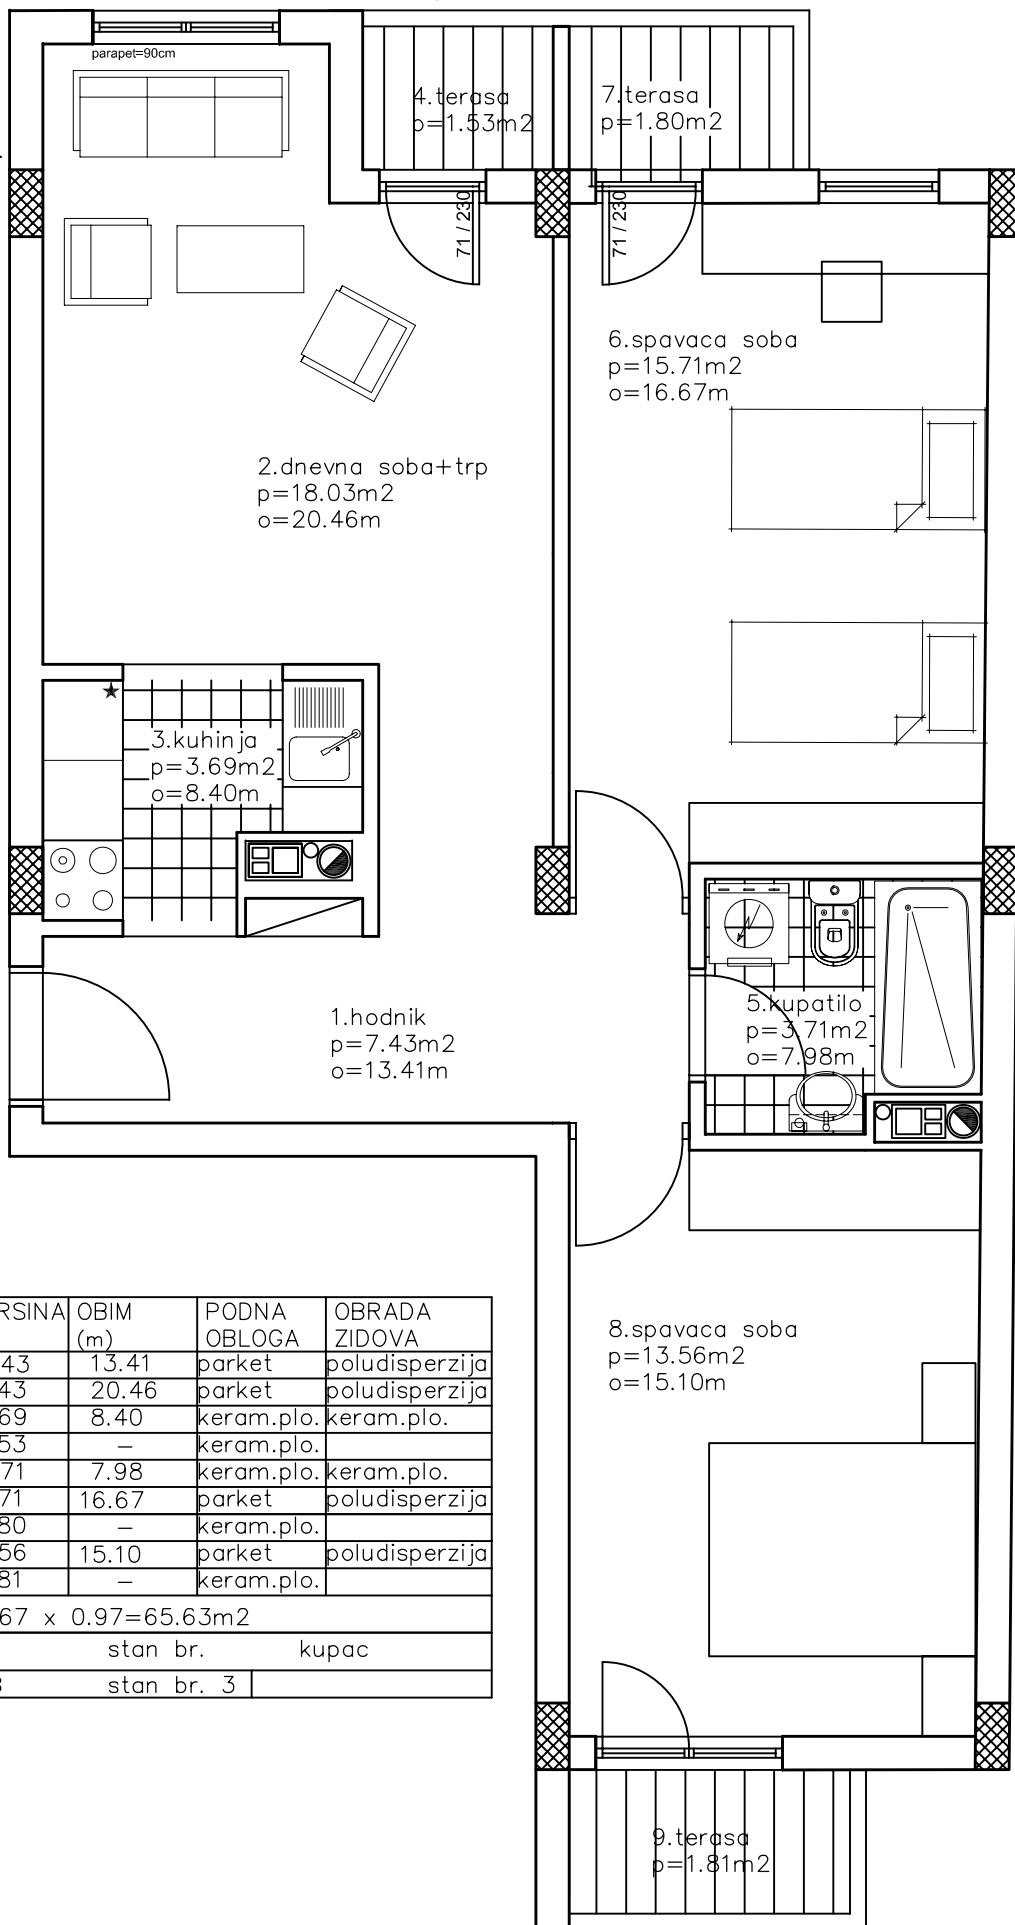 parapet=90cm
4.terasa
p=1.53m2
7.terasa
p=1.80m2
71 / 230
71 / 230
6.spavaca soba
p=15.71m2
o=16.67m
2.dnevna soba+trp
p=18.03m2
o=20.46m
3.kuhinja
p=3.69m2
o=8.40m
1.hodnik
p=7.43m2
o=13.41m
5.kupatilo
p=3.71m2
o=7.98m
8.spavaca soba
p=13.56m2
o=15.10m
RSINA OBIM PODNA OBRADA
(m) OBLOGA ZIDOVA
43 13.41 parket poludisperzija
43 20.46 parket poludisperzija
69 8.40 keram.plo. keram.plo.
53 – keram.plo.
71 7.98 keram.plo. keram.plo.
71 16.67 parket poludisperzija
80 – keram.plo.
56 15.10 parket poludisperzija
81 – keram.plo.
67 x 0.97=65.63m2
stan br. kupac
stan br. 3
9.terasa
p=1.81m2